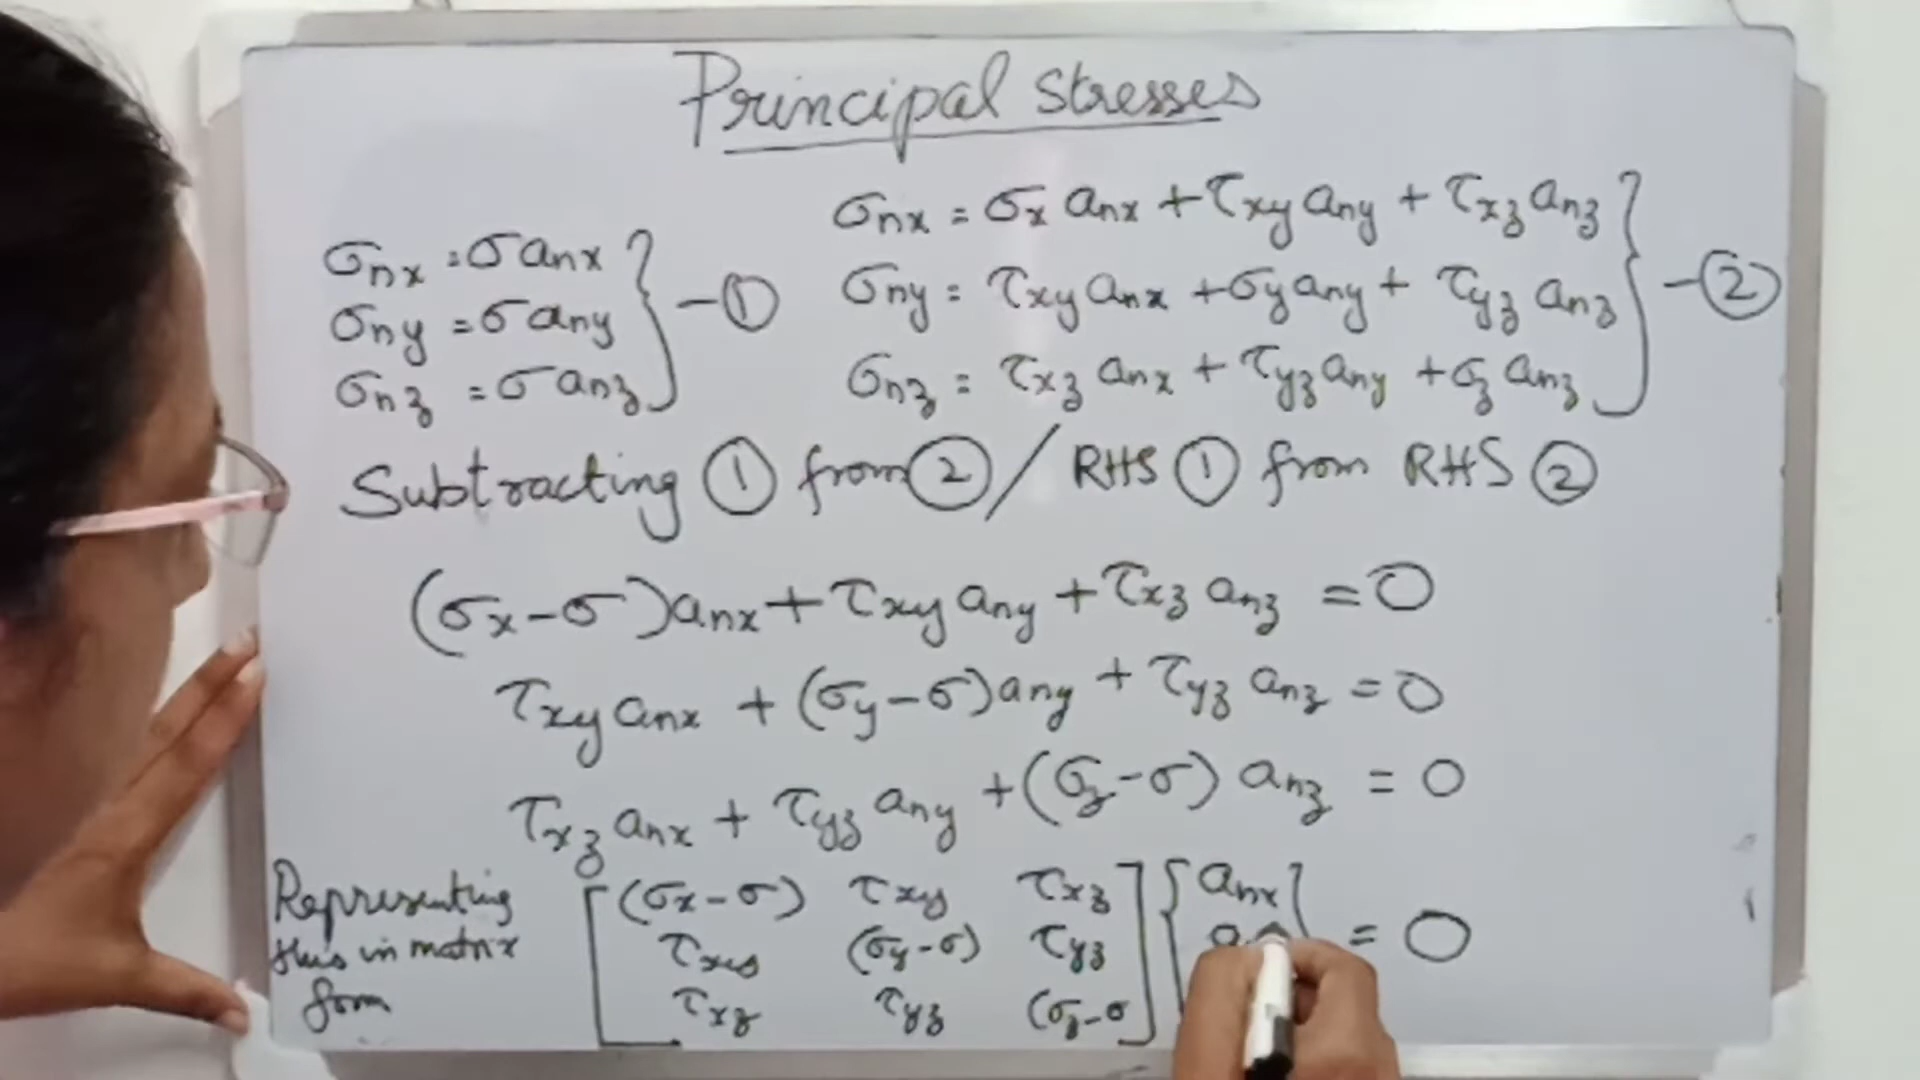 Principal stresses
σnx = σ anx
σny = σ any
σnz = σ anz
} - ①
σnx = σx anx + τxy any + τxz anz
σny = τxy anx + σy any + τyz anz
σnz = τxz anx + τyz any + σz anz
} - ②
Subtracting ① from ② / RHS ① from RHS ②
(σx - σ) anx + τxy any + τxz anz = 0
τxy anx + (σy - σ) any + τyz anz = 0
τxz anx + τyz any + (σz - σ) anz = 0
Representing
this in matrix
form
[ (σx - σ) τxy τxz ] { anx }
τxy (σy - σ) τyz = 0
τxz τyz (σz - σ